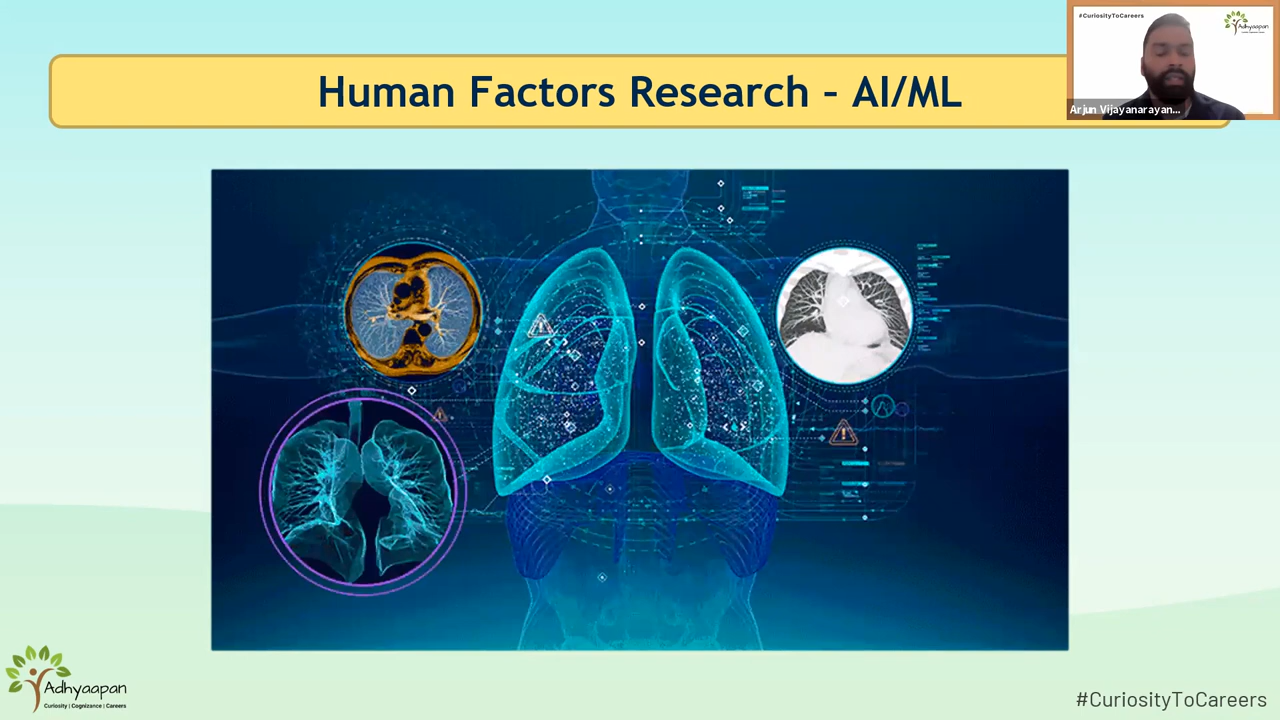 Human Factors Research - AI/ML
#CuriosityToCareers
Adhyaapan
Arjun Vijayanarayan...
Adhyaapan
Curiosity | Cognizance | Careers
#CuriosityToCareers